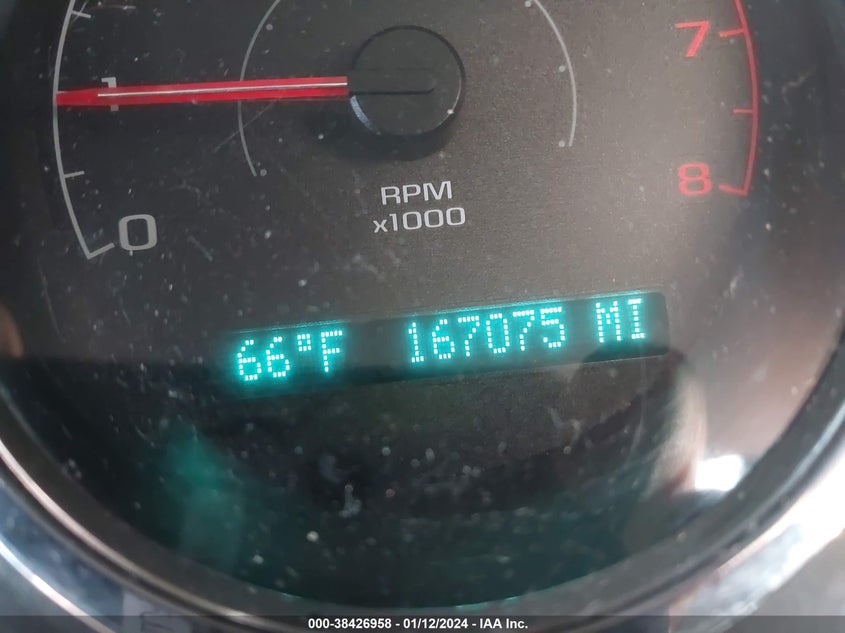 7
1
8
0
RPM
x1000
66°F 167075 MI
000-38426958 - 01/12/2024 - IAA Inc.